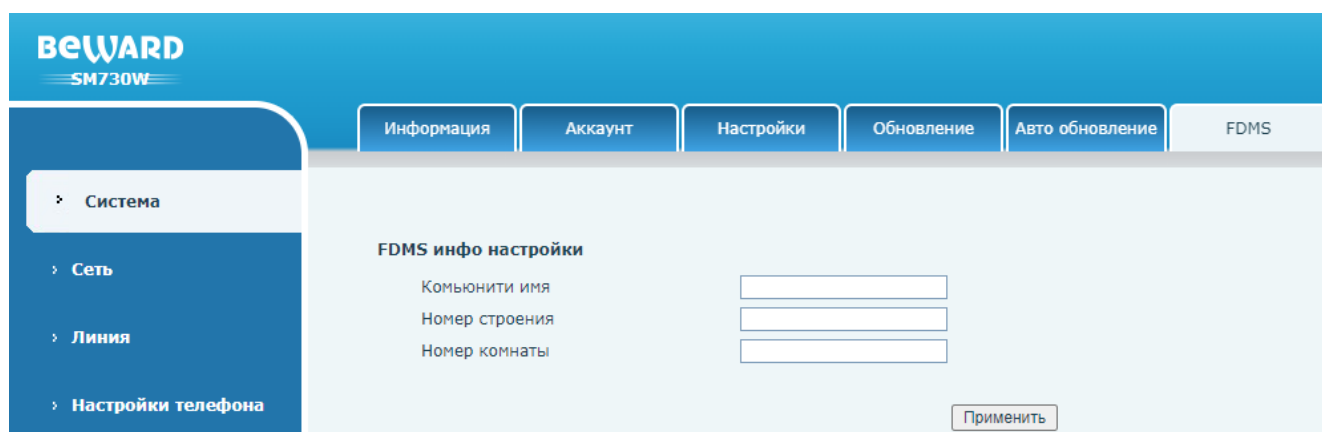 BEWARD
SM730W
Информация Аккаунт Настройки Обновление Авто обновление FDMS
Система
Сеть
Линия
Настройки телефона
FDMS инфо настройки
Комьюнити имя
Номер строения
Номер комнаты
Применить